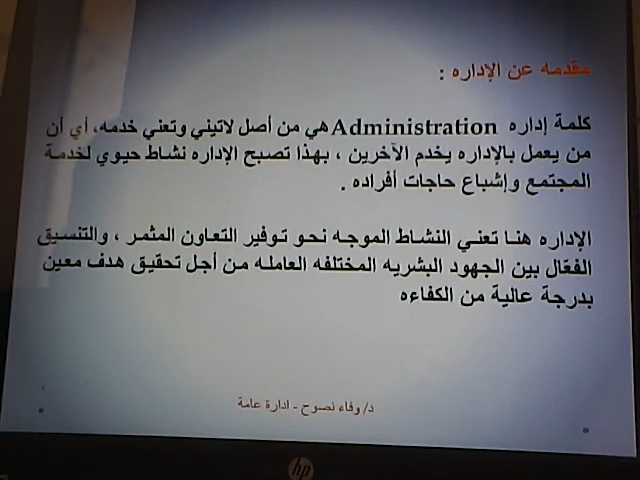 مقدمه عن الإداره :
كلمة إداره Administration هي من أصل لاتيني وتعني خدمه، أي أن
من يعمل بالإداره يخدم الآخرين ، بهذا تصبح الإداره نشاط حيوي لخدمة
المجتمع وإشباع حاجات أفراده .
الإداره هنا تعني النشاط الموجه نحو توفير التعاون المثمر ، والتنسيق
الفعّال بين الجهود البشريه المختلفه العامله من أجل تحقيق هدف معين
بدرجة عالية من الكفاءه
د/ وفاء نصوح - ادارة عامة
hp